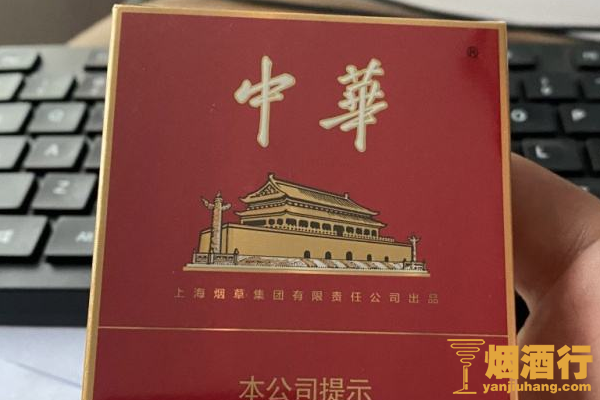 中華
®
上海烟草集团有限责任公司出品
本公司提示
烟酒行
yanjiuhang.com